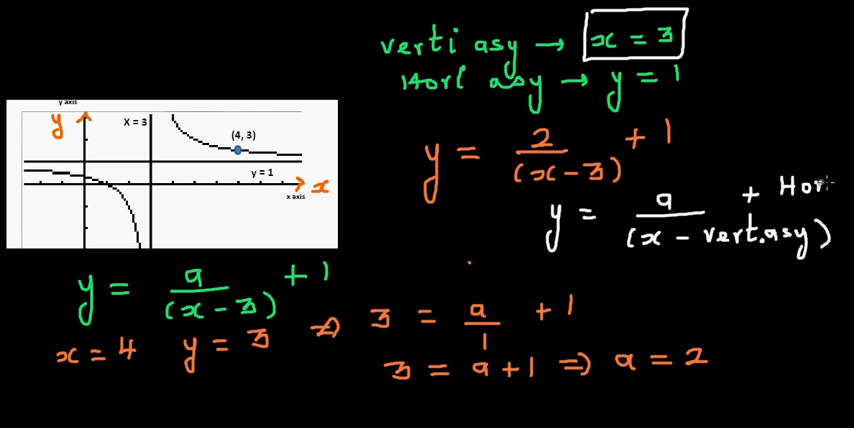 verti asy → x = 3
Horl asy → y = 1
y axis
y
X = 3
(4, 3)
y = 1
x
x axis
y = 2/(x - 3) + 1
y = a/(x - vert.asy) + Hor
y = a/(x - 3) + 1
x = 4 y = 3 ⇒ 3 = a/1 + 1
3 = a + 1 ⇒ a = 2